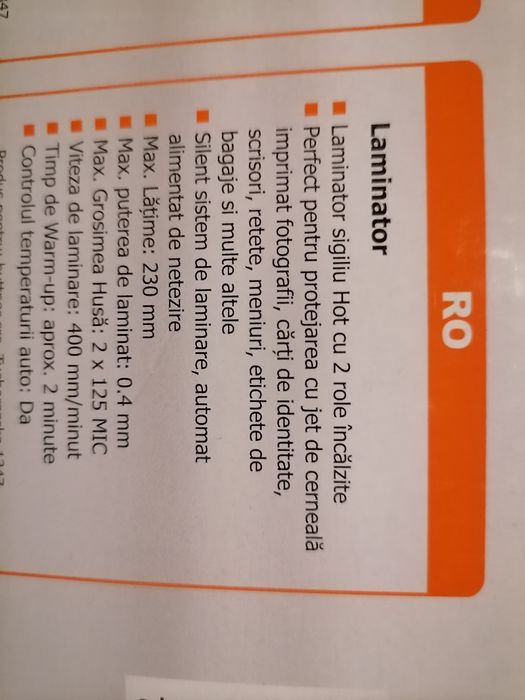 RO
Laminator
Laminator sigiliu Hot cu 2 role încălzite
Perfect pentru protejarea cu jet de cerneală
imprimat fotografii, cărți de identitate,
scrisori, retete, meniuri, etichete de
bagaje si multe altele
Silent sistem de laminare, automat
alimentat de netezire
Max. Lățime: 230 mm
Max. puterea de laminat: 0.4 mm
Max. Grosimea Husă: 2 x 125 MIC
Viteza de laminare: 400 mm/minut
Timp de Warm-up: aprox. 2 minute
Controlul temperaturii auto: Da